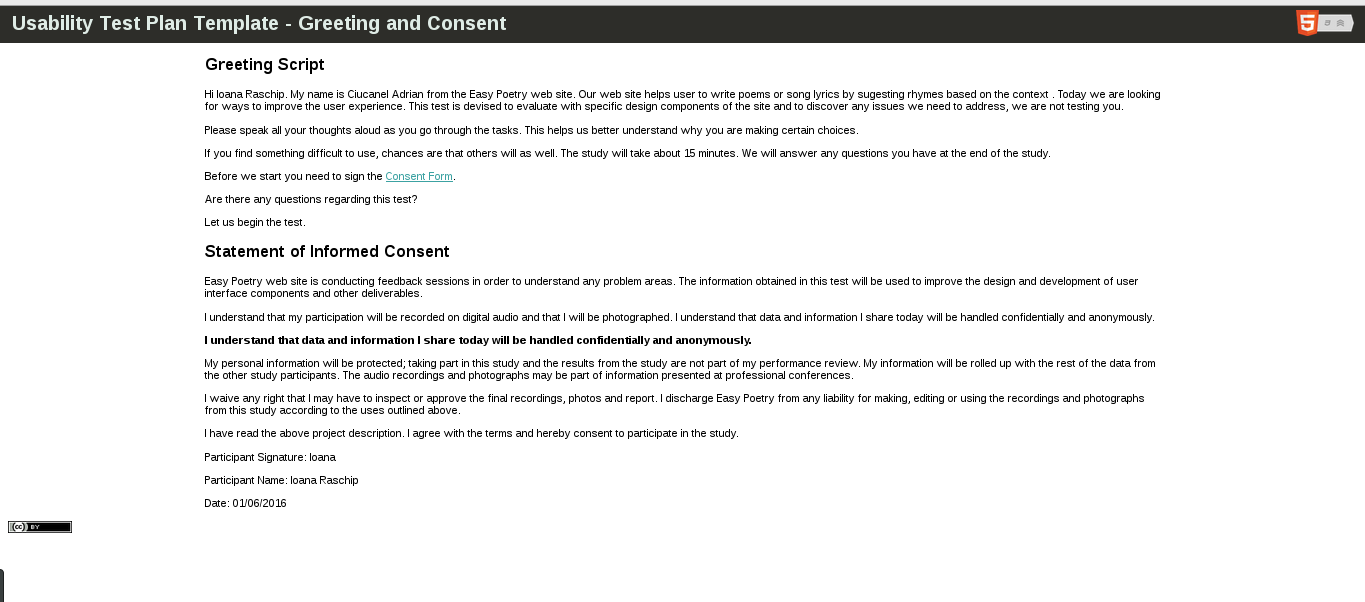 Usability Test Plan Template - Greeting and Consent
Greeting Script
Hi Ioana Raschip. My name is Ciucanel Adrian from the Easy Poetry web site. Our web site helps user to write poems or song lyrics by sugesting rhymes based on the context . Today we are looking
for ways to improve the user experience. This test is devised to evaluate with specific design components of the site and to discover any issues we need to address, we are not testing you.
Please speak all your thoughts aloud as you go through the tasks. This helps us better understand why you are making certain choices.
If you find something difficult to use, chances are that others will as well. The study will take about 15 minutes. We will answer any questions you have at the end of the study.
Before we start you need to sign the Consent Form.
Are there any questions regarding this test?
Let us begin the test.
Statement of Informed Consent
Easy Poetry web site is conducting feedback sessions in order to understand any problem areas. The information obtained in this test will be used to improve the design and development of user
interface components and other deliverables.
I understand that my participation will be recorded on digital audio and that I will be photographed. I understand that data and information I share today will be handled confidentially and anonymously.
I understand that data and information I share today will be handled confidentially and anonymously.
My personal information will be protected; taking part in this study and the results from the study are not part of my performance review. My information will be rolled up with the rest of the data from
the other study participants. The audio recordings and photographs may be part of information presented at professional conferences.
I waive any right that I may have to inspect or approve the final recordings, photos and report. I discharge Easy Poetry from any liability for making, editing or using the recordings and photographs
from this study according to the uses outlined above.
I have read the above project description. I agree with the terms and hereby consent to participate in the study.
Participant Signature: Ioana
Participant Name: Ioana Raschip
Date: 01/06/2016
cc BY